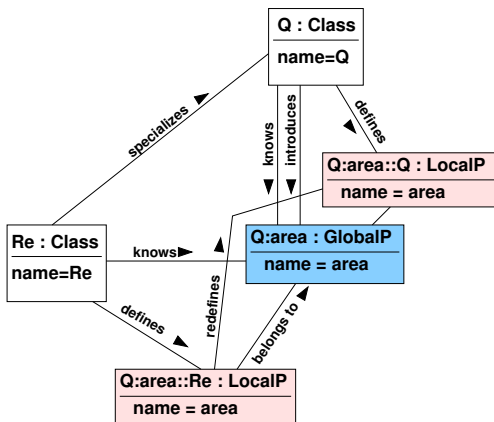 Q : Class
name=Q
specializes
knows
introduces
defines
Q:area::Q : LocalP
name = area
Re : Class
name=Re
knows
redefines
Q:area : GlobalP
name = area
defines
belongs to
Q:area::Re : LocalP
name = area